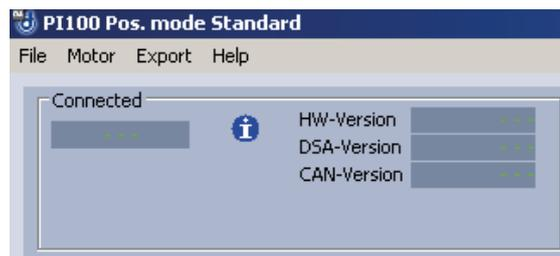 PI100 Pos. mode Standard
File Motor Export Help
Connected
- - -
HW-Version - - -
DSA-Version - - -
CAN-Version - - -